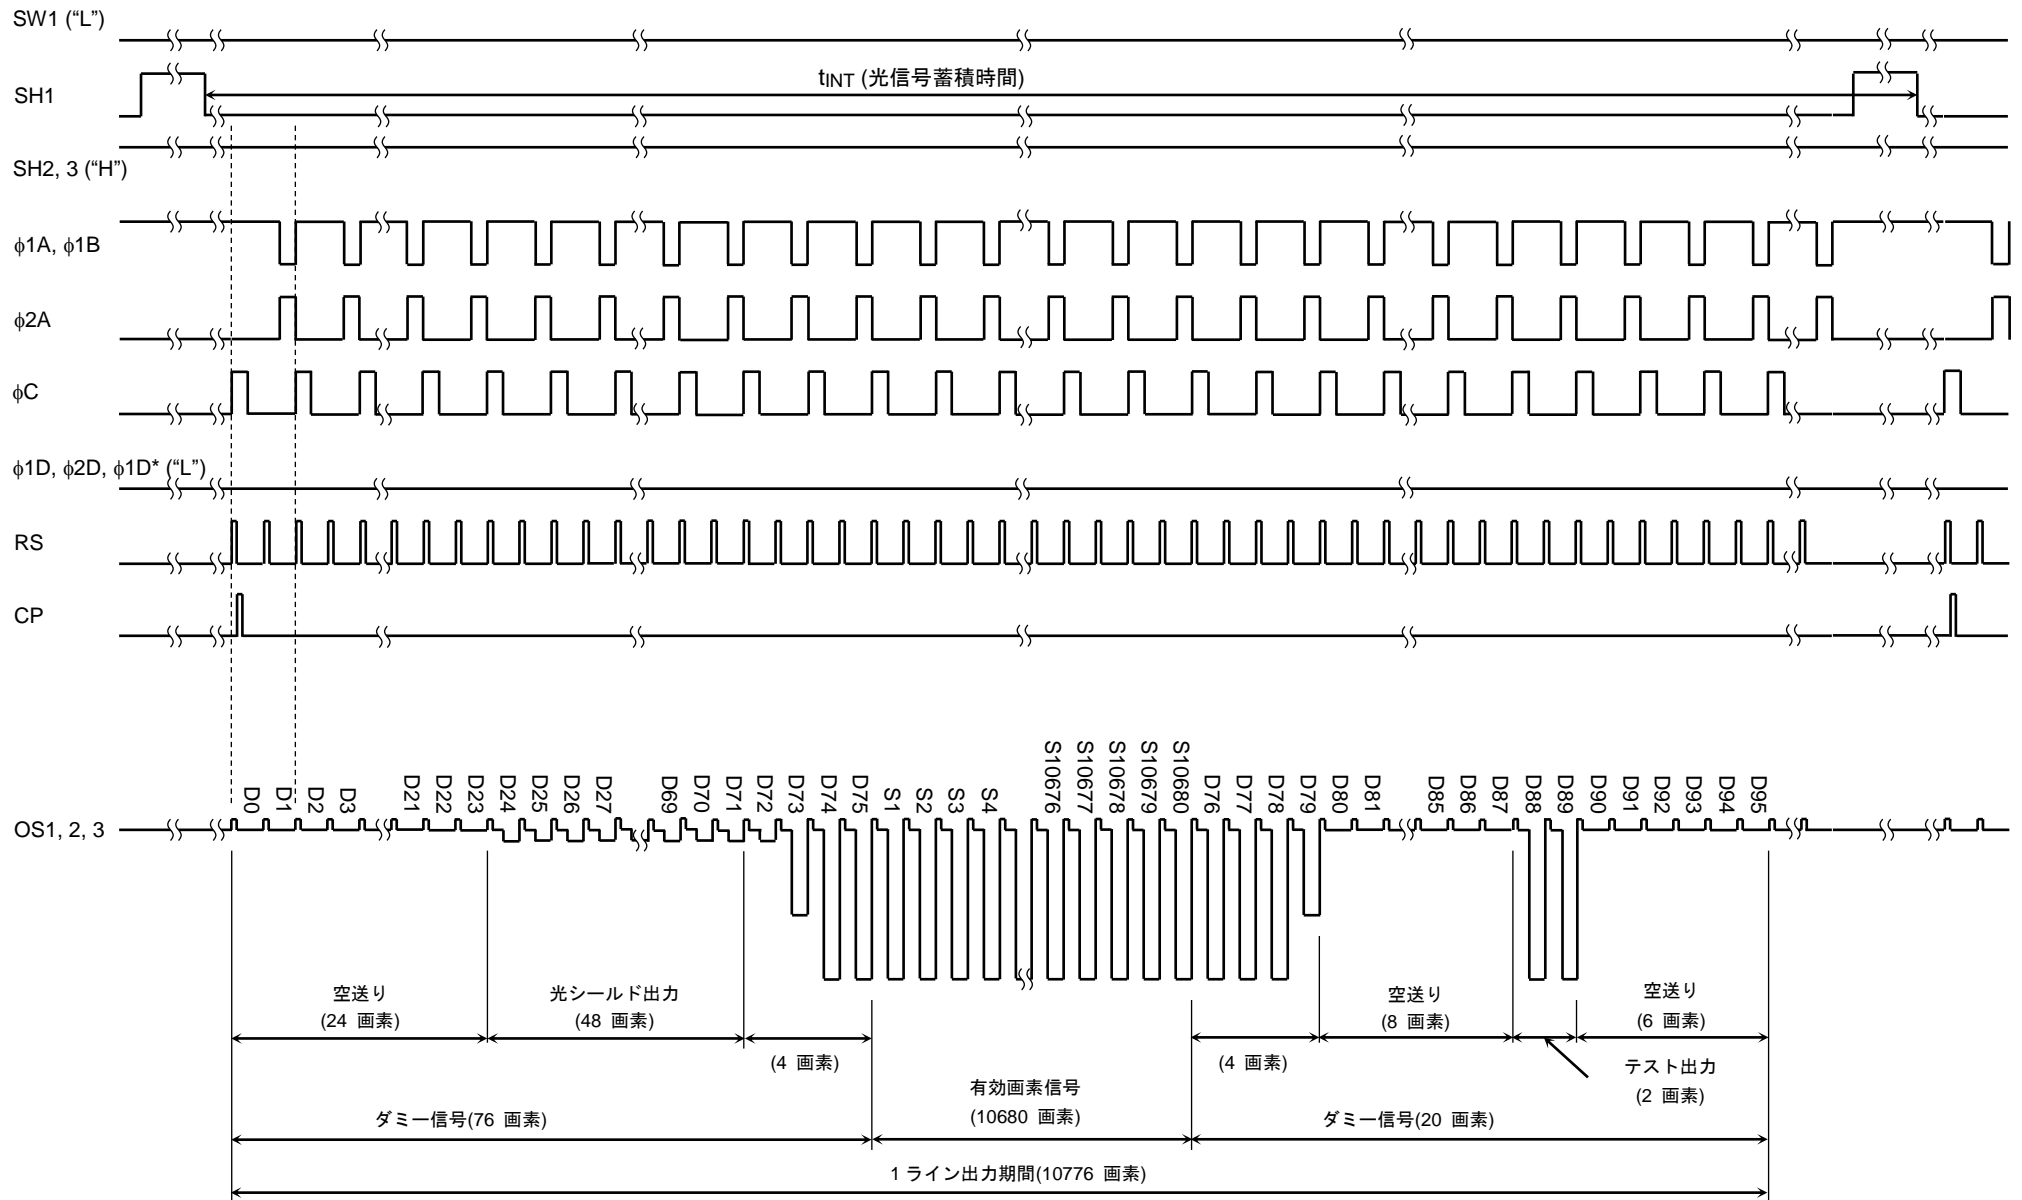 SW1 (“L”)
SH1
tINT (光信号蓄積時間)
SH2, 3 (“H”)
ϕ1A, ϕ1B
ϕ2A
ϕC
ϕ1D, ϕ2D, ϕ1D* (“L”)
RS
CP
OS1, 2, 3
D0
D1
D2
D3
D21
D22
D23
D24
D25
D26
D27
D69
D70
D71
D72
D73
D74
D75
S1
S2
S3
S4
S10676
S10677
S10678
S10679
S10680
D76
D77
D78
D79
D80
D81
D85
D86
D87
D88
D89
D90
D91
D92
D93
D94
D95
空送り
(24 画素)
光シールド出力
(48 画素)
(4 画素)
有効画素信号
(10680 画素)
(4 画素)
空送り
(8 画素)
テスト出力
(2 画素)
空送り
(6 画素)
ダミー信号(76 画素)
ダミー信号(20 画素)
1 ライン出力期間(10776 画素)